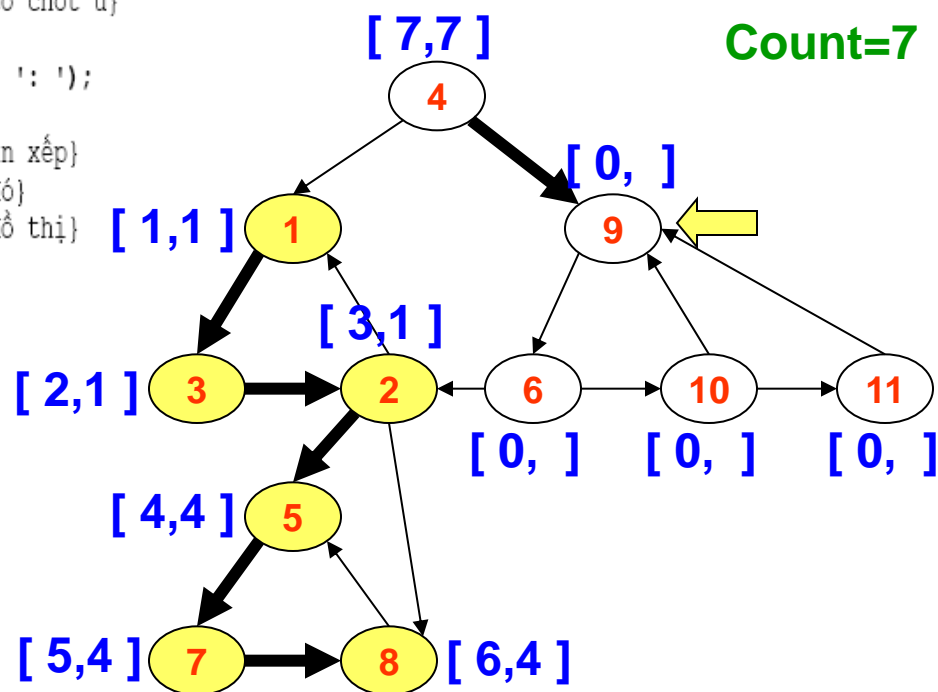 chốt u}
': ');
xếp}
thị}
Count=7
[ 7,7 ]
4
[ 0, ]
9
[ 1,1 ]
1
[ 3,1 ]
[ 2,1 ]
3
2
6
10
11
[ 0, ]
[ 0, ]
[ 0, ]
[ 4,4 ]
5
[ 5,4 ]
7
8
[ 6,4 ]